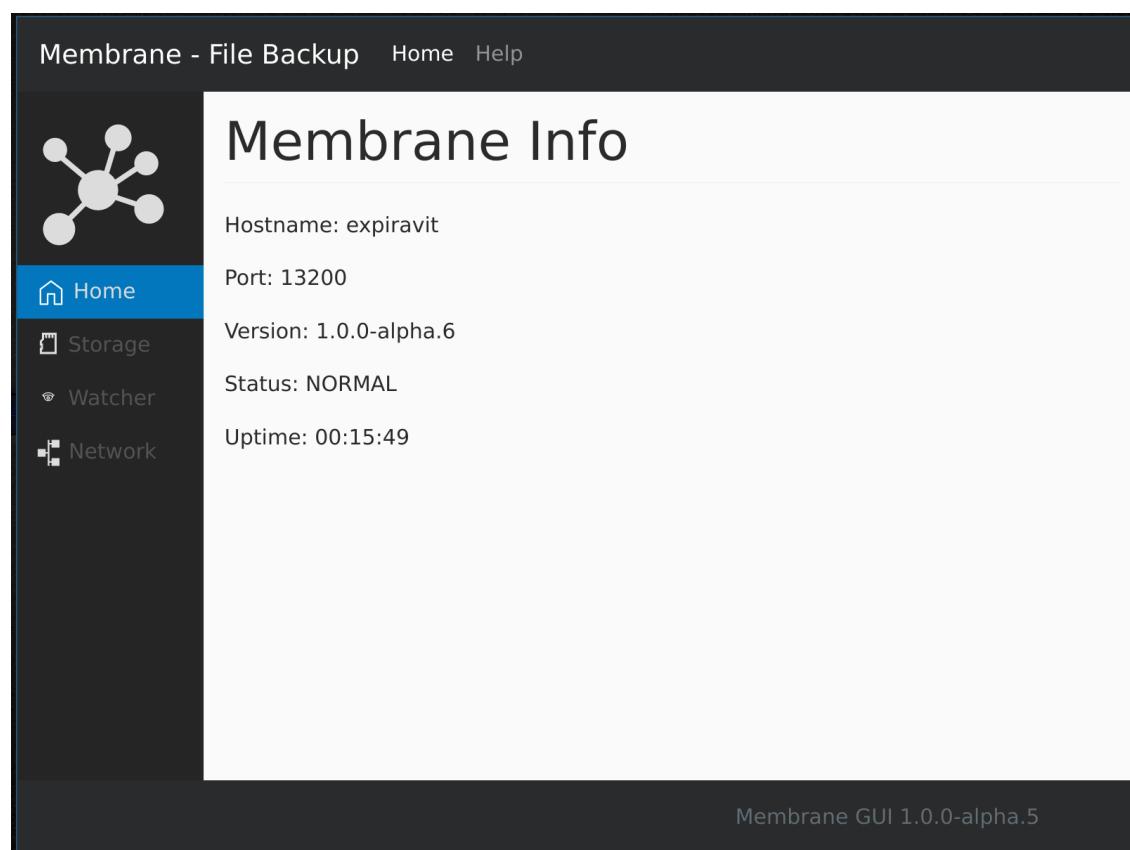 Membrane - File Backup Home Help
Membrane Info
Hostname: expiravit
Port: 13200
Version: 1.0.0-alpha.6
Status: NORMAL
Uptime: 00:15:49
Home
Storage
Watcher
Network
Membrane GUI 1.0.0-alpha.5